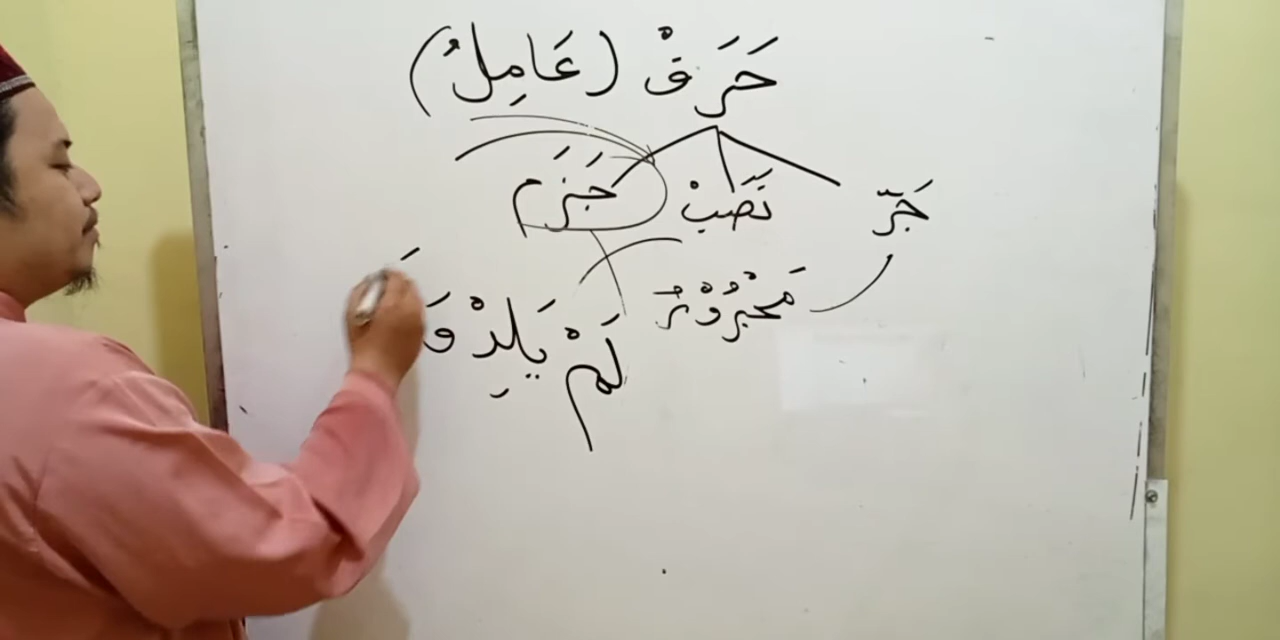 حَرَفْ (عَامِلُ)
جَرّ نَصَّبْ جَزَم
مَجْرُوْرٌ
لَمْ يَلِدْ وَ